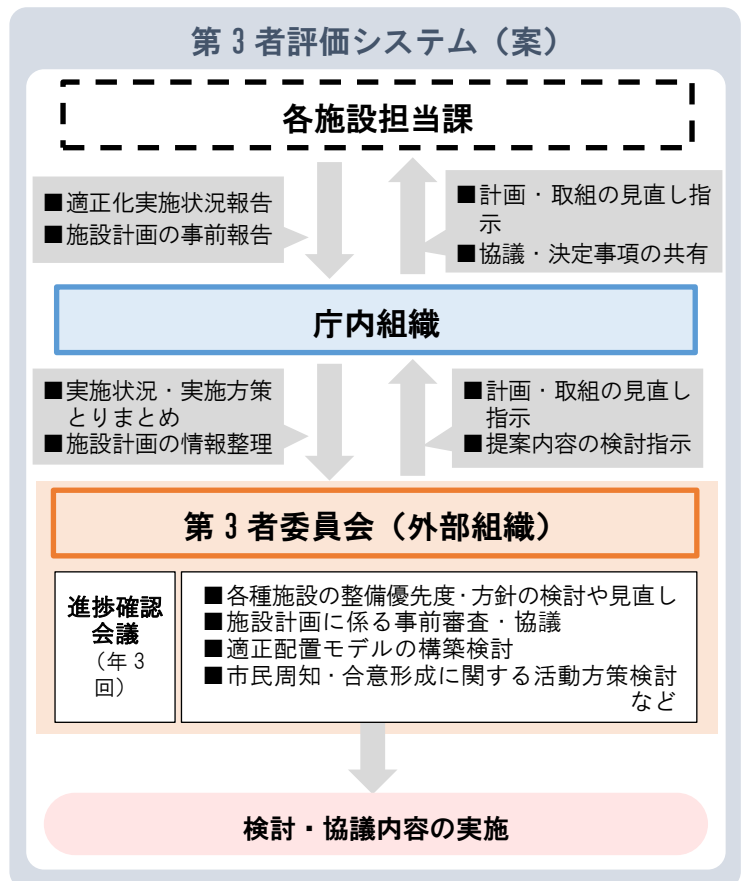 第3者評価システム（案）
各施設担当課
■適正化実施状況報告
■施設計画の事前報告
■計画・取組の見直し指
示
■協議・決定事項の共有
庁内組織
■実施状況・実施方策
とりまとめ
■施設計画の情報整理
■計画・取組の見直し
指示
■提案内容の検討指示
第3者委員会（外部組織）
進捗確認
会議
（年3
回）
■各種施設の整備優先度・方針の検討や見直し
■施設計画に係る事前審査・協議
■適正配置モデルの構築検討
■市民周知・合意形成に関する活動方策検討
など
検討・協議内容の実施